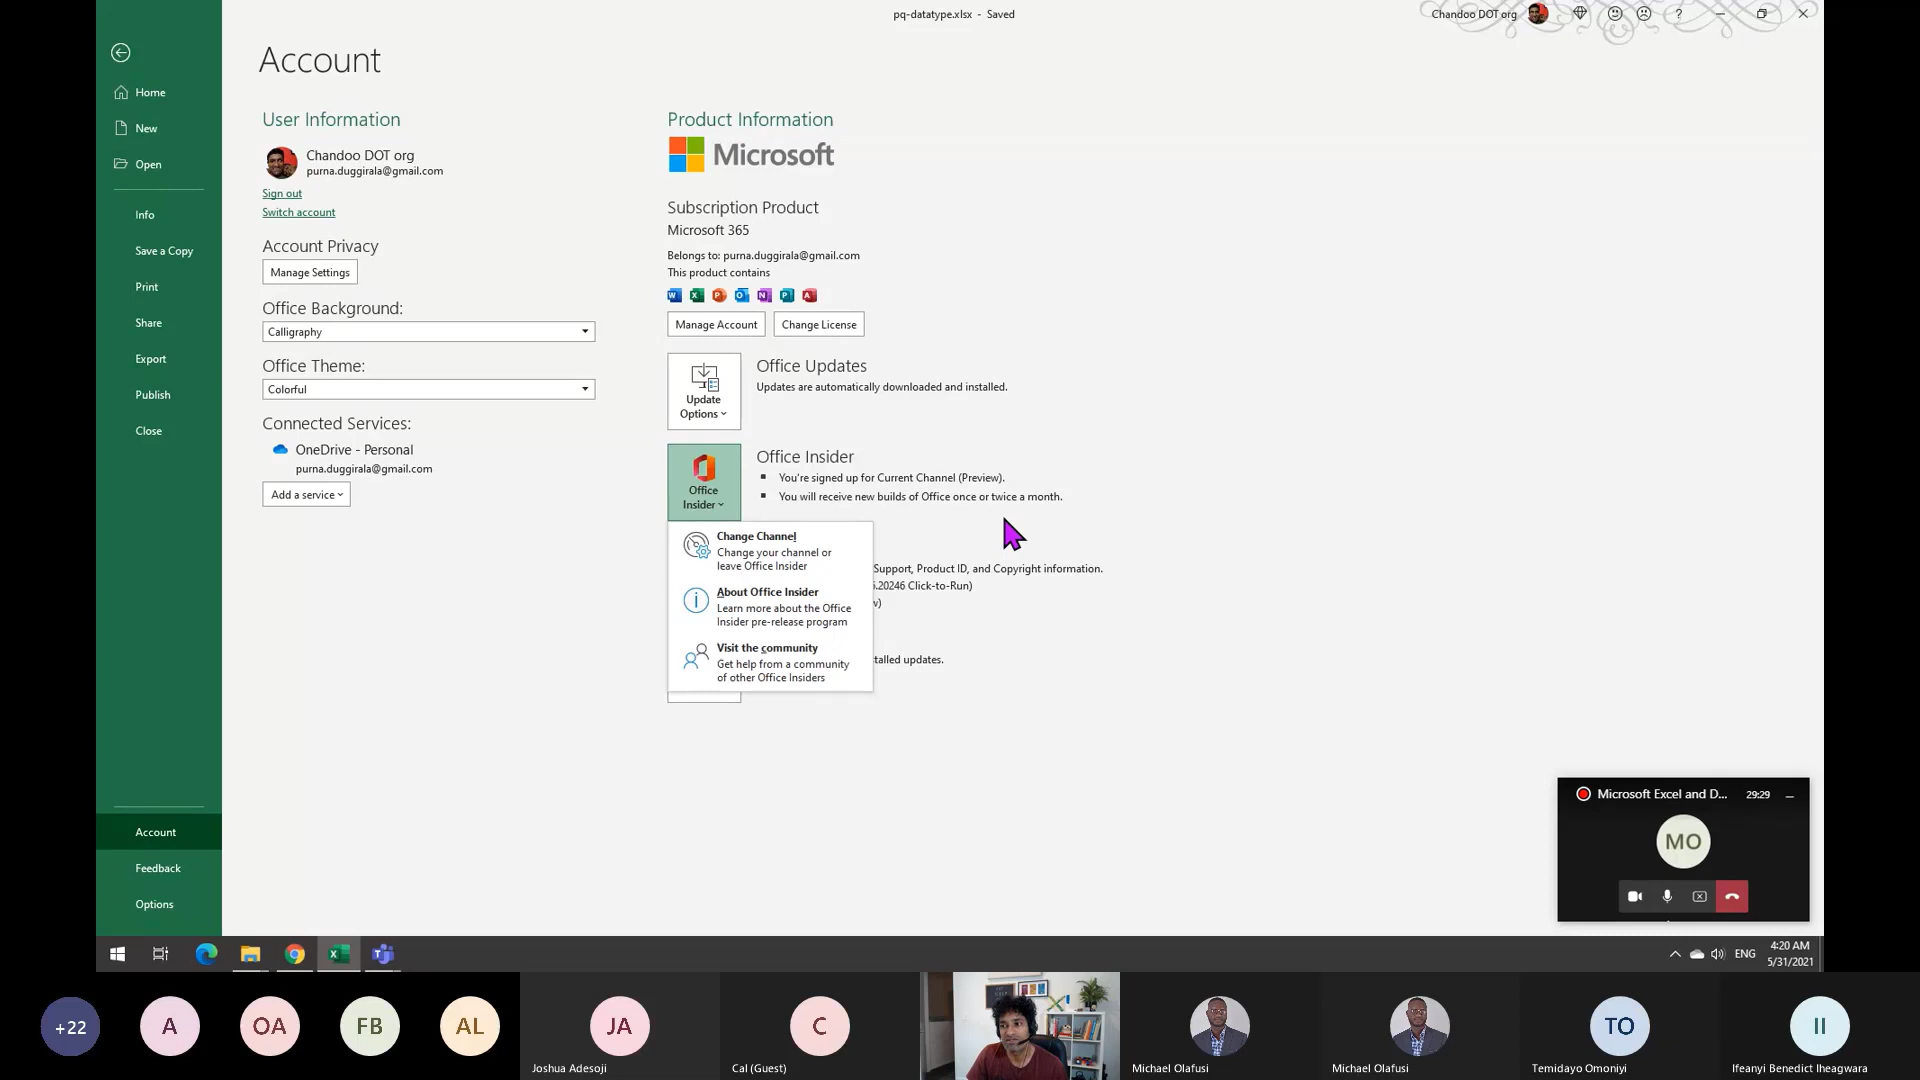 pq-datatype.xlsx - Saved
Chandoo DOT org
?
Account
Home
New
Open
Info
Save a Copy
Print
Share
Export
Publish
Close
Account
Feedback
Options
User Information
Chandoo DOT org
purna.duggirala@gmail.com
Sign out
Switch account
Account Privacy
Manage Settings
Office Background:
Calligraphy
Office Theme:
Colorful
Connected Services:
OneDrive - Personal
purna.duggirala@gmail.com
Add a service
Product Information
Microsoft
Subscription Product
Microsoft 365
Belongs to: purna.duggirala@gmail.com
This product contains
Manage Account
Change License
Update
Options
Office Updates
Updates are automatically downloaded and installed.
Office
Insider
Office Insider
You're signed up for Current Channel (Preview).
You will receive new builds of Office once or twice a month.
Change Channel
Change your channel or
leave Office Insider
About Office Insider
Learn more about the Office
Insider pre-release program
Visit the community
Get help from a community
of other Office Insiders
Support, Product ID, and Copyright information.
.20246 Click-to-Run)
talled updates.
Microsoft Excel and D...
29:29
MO
ENG
4:20 AM
5/31/2021
+22
A
OA
FB
AL
JA
Joshua Adesoji
C
Cal (Guest)
Michael Olafusi
Michael Olafusi
TO
Temidayo Omoniyi
II
Ifeanyi Benedict Iheagwara